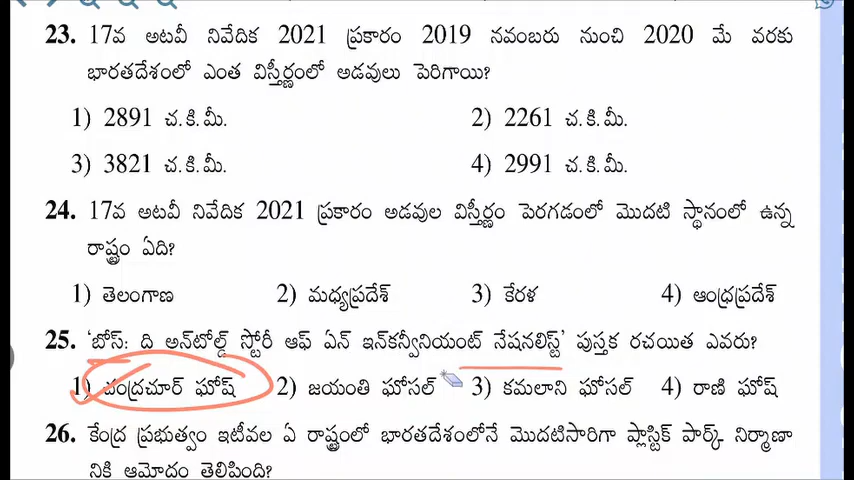 23. 17వ అటవీ నివేదిక 2021 ప్రకారం 2019 నవంబరు నుంచి 2020 మే వరకు
భారతదేశంలో ఎంత విస్తీర్ణంలో అడవులు పెరిగాయి?
1) 2891 చ.కి.మీ. 2) 2261 చ.కి.మీ.
3) 3821 చ.కి.మీ. 4) 2991 చ.కి.మీ.
24. 17వ అటవీ నివేదిక 2021 ప్రకారం అడవుల విస్తీర్ణం పెరగడంలో మొదటి స్థానంలో ఉన్న
రాష్ట్రం ఏది?
1) తెలంగాణ 2) మధ్యప్రదేశ్ 3) కేరళ 4) ఆంధ్రప్రదేశ్
25. 'బోస్: ది అన్‌టోల్డ్ స్టోరీ ఆఫ్ ఏన్ ఇన్‌కన్వీనియంట్ నేషనలిస్ట్' పుస్తక రచయిత ఎవరు?
1) చంద్రచూర్ ఘోష్ 2) జయంతి ఘోసల్ 3) కమలాని ఘోసల్ 4) రాణి ఘోష్
26. కేంద్ర ప్రభుత్వం ఇటీవల ఏ రాష్ట్రంలో భారతదేశంలోనే మొదటిసారిగా ప్లాస్టిక్ పార్క్ నిర్మాణా
నికి ఆమోదం తెలిపింది?